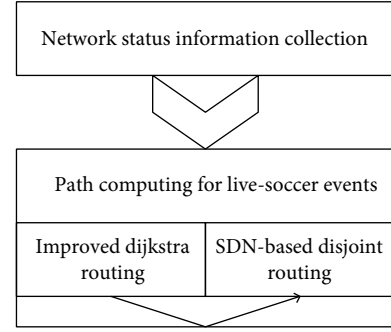 Network status information collection
Path computing for live-soccer events
Improved dijkstra
routing
SDN-based disjoint
routing